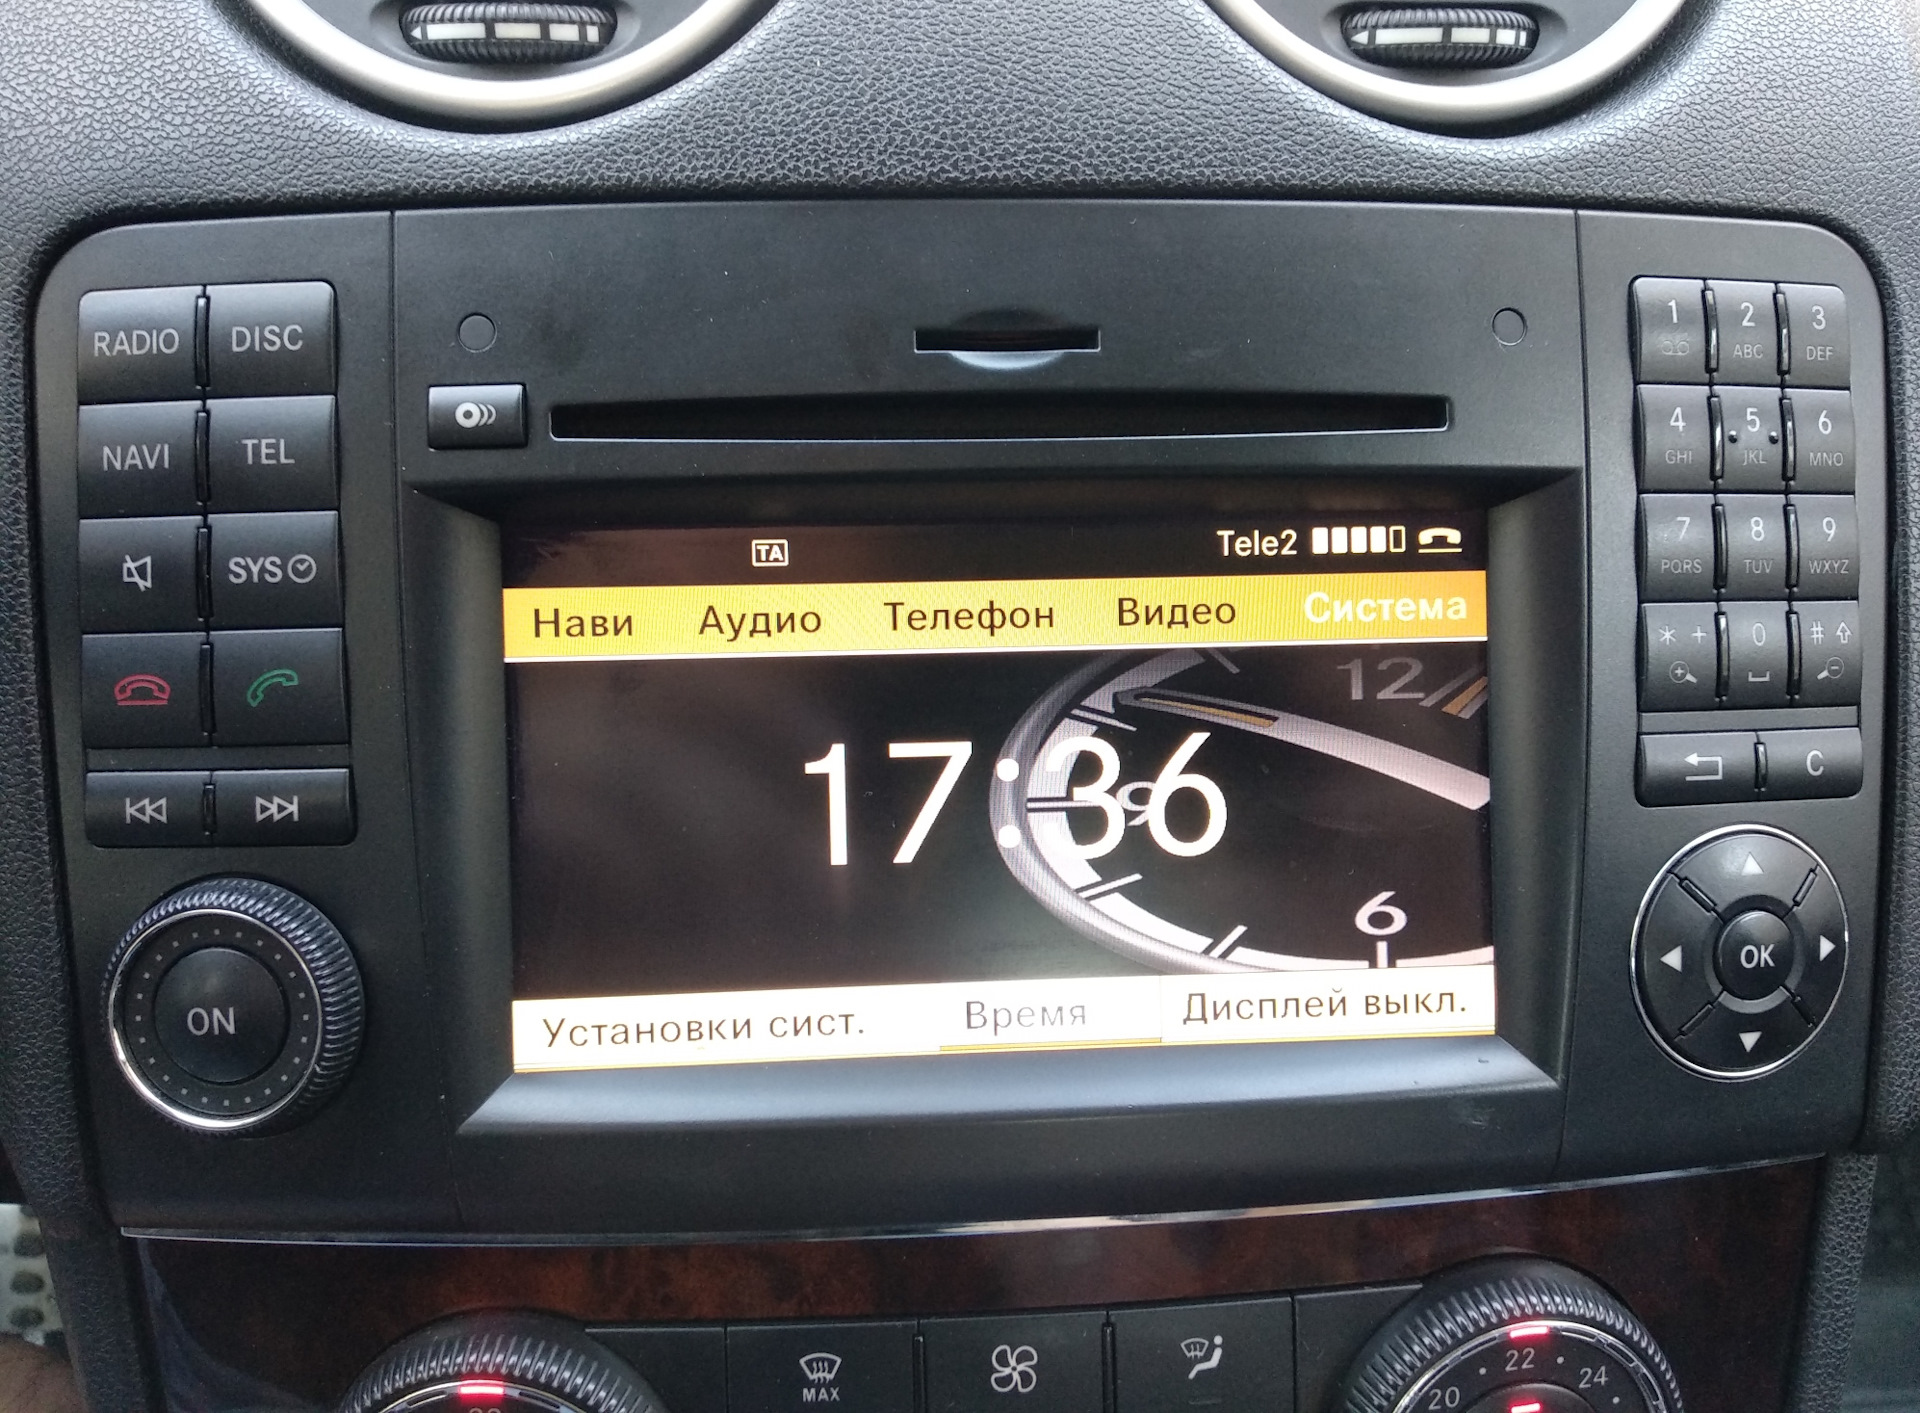 RADIO DISC
NAVI TEL
SYS
ON
TA
Tele2
Нави Аудио Телефон Видео Система
17:36
12
9
6
Установки сист. Время Дисплей выкл.
1 2 ABC 3 DEF
4 GHI 5 JKL 6 MNO
7 PQRS 8 TUV 9 WXYZ
* + 0 #
C
OK
MAX
20 22 24